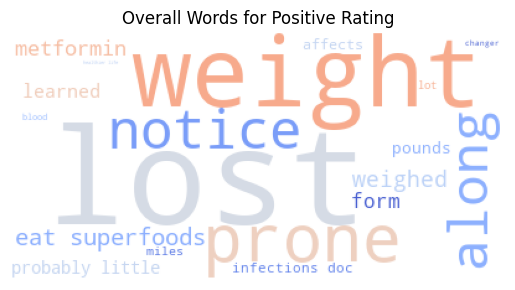 Overall Words for Positive Rating
metformin
affects
changer
weight
lot
learned
blood
notice
lost
along
pounds
weighed
form
prone
eat superfoods
miles
probably little
infections doc